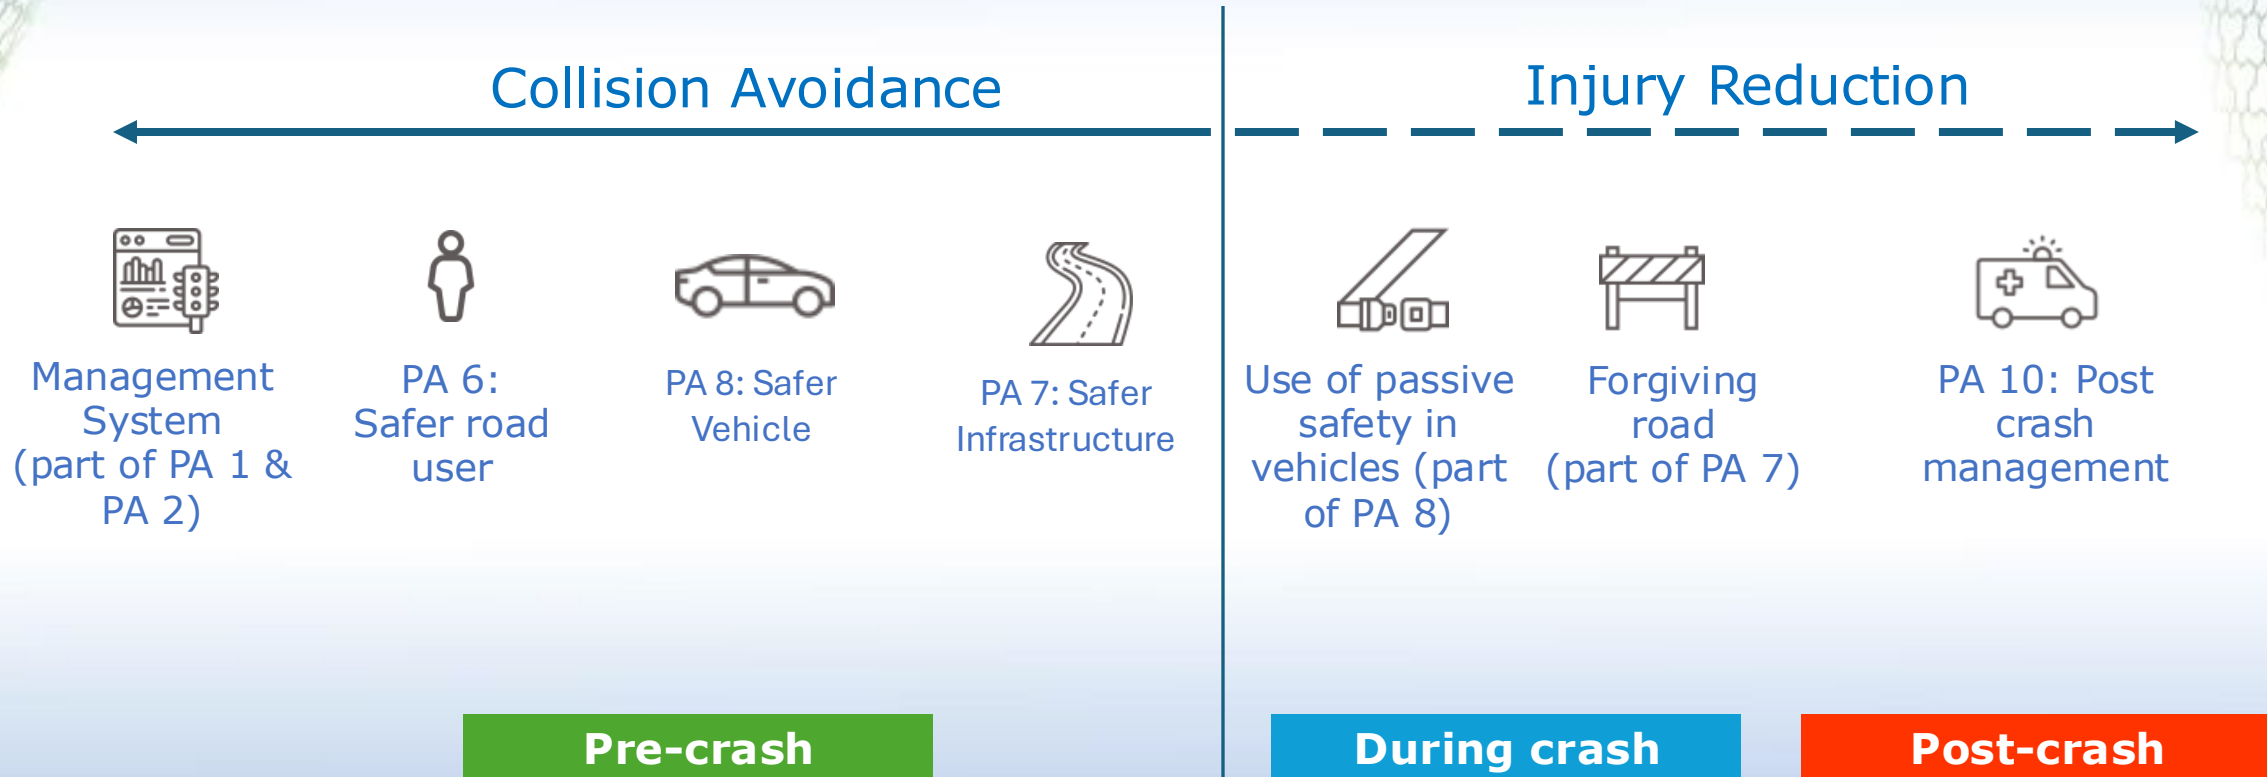 Collision Avoidance
Injury Reduction
Management
System
(part of PA 1 &
PA 2)
PA 6:
Safer road
user
PA 8: Safer
Vehicle
PA 7: Safer
Infrastructure
Use of passive
safety in
vehicles (part
of PA 8)
Forgiving
road
(part of PA 7)
PA 10: Post
crash
management
Pre-crash
During crash
Post-crash